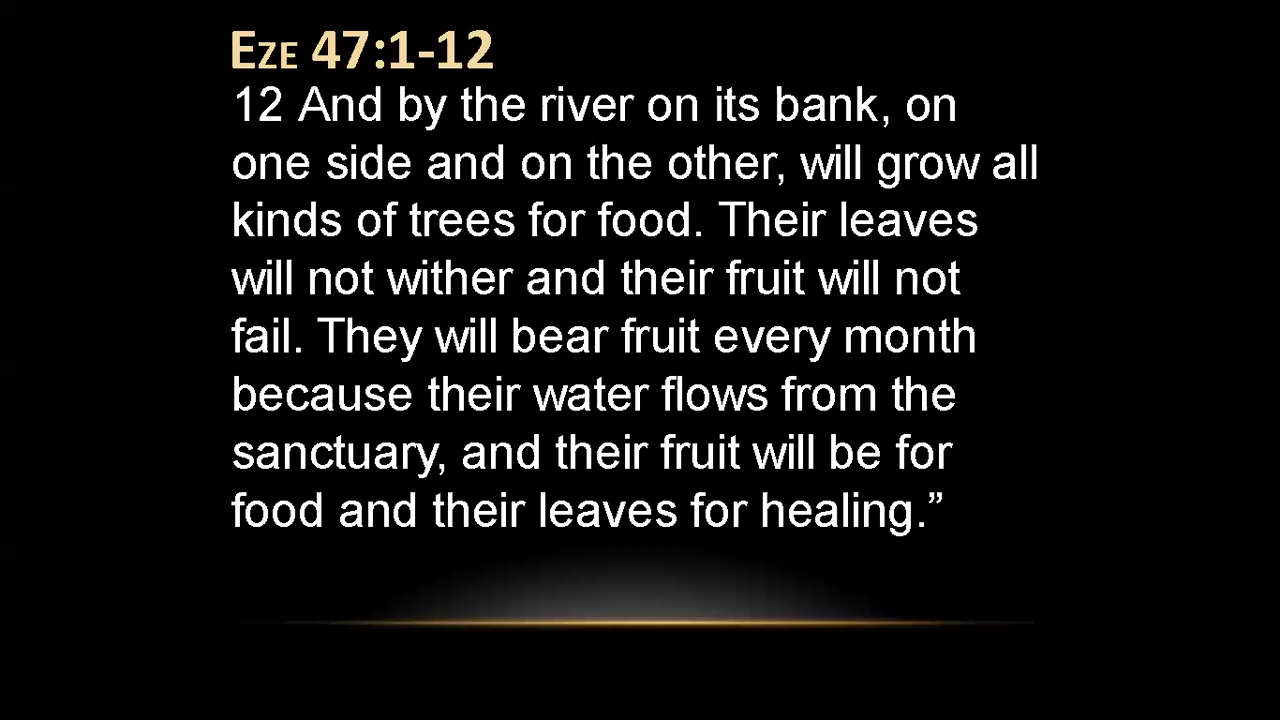 Eze 47:1-12
12 And by the river on its bank, on
one side and on the other, will grow all
kinds of trees for food. Their leaves
will not wither and their fruit will not
fail. They will bear fruit every month
because their water flows from the
sanctuary, and their fruit will be for
food and their leaves for healing.”